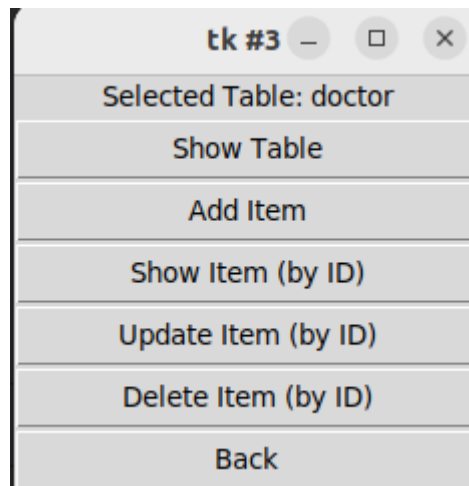 tk #3
Selected Table: doctor
Show Table
Add Item
Show Item (by ID)
Update Item (by ID)
Delete Item (by ID)
Back